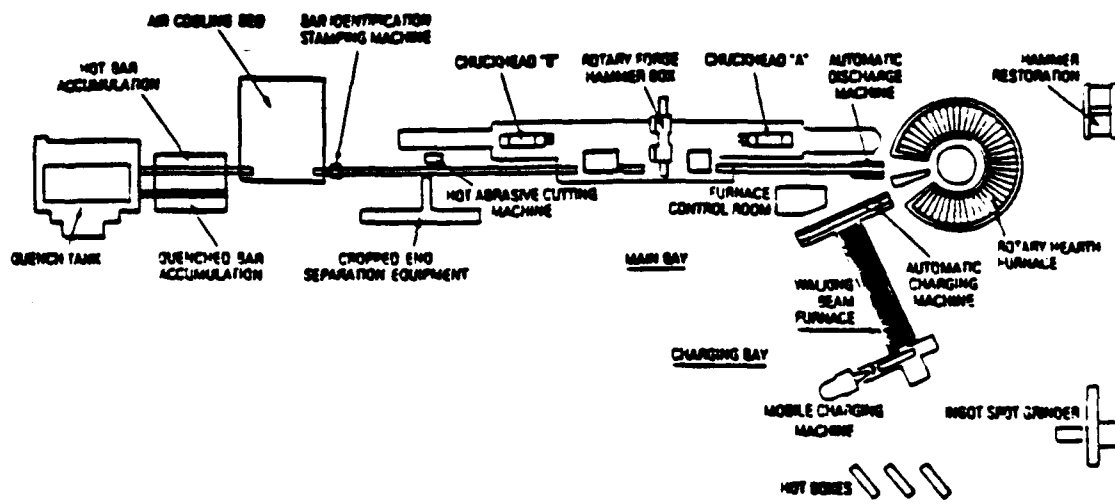 AIR COOLING BED
BAR IDENTIFICATION
STAMPING MACHINE
HOT BAR
ACCUMULATION
CHUCKHEAD "B"
ROTARY FORGE
HAMMER BOX
CHUCKHEAD "A"
AUTOMATIC
DISCHARGE
MACHINE
HAMMER
RESTORATION
HOT ABRASIVE CUTTING
MACHINE
FURNACE
CONTROL ROOM
QUENCH TANK
QUENCHED BAR
ACCUMULATION
CROPPED END
SEPARATION EQUIPMENT
MAIN BAY
ROTARY HEARTH
FURNACE
AUTOMATIC
CHARGING
MACHINE
WALKING
BEAM
FURNACE
CHARGING BAY
MOBILE CHARGING
MACHINE
INGOT SPOT GRINDER
HOT BOXES